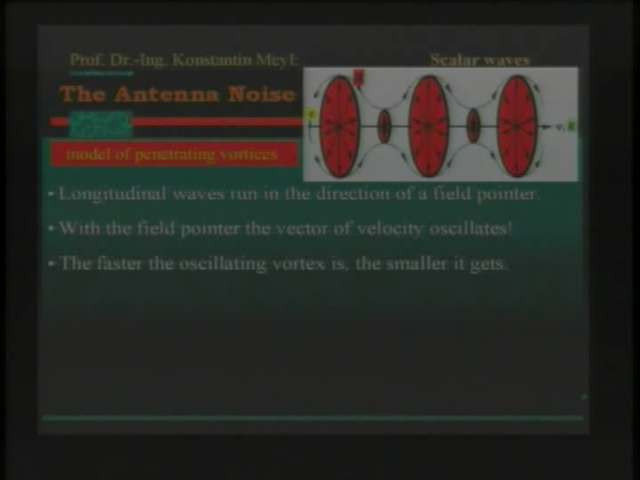 Prof. Dr.-Ing. Konstantin Meyl: Scalar waves
The Antenna Noise
model of penetrating vortices
• Longitudinal waves run in the direction of a field pointer.
• With the field pointer the vector of velocity oscillates!
• The faster the oscillating vortex is, the smaller it gets.